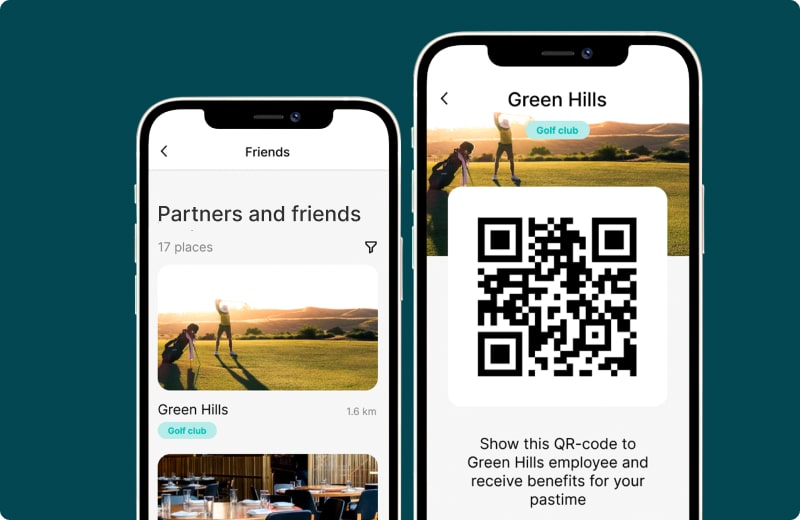 Friends
Partners and friends
17 places
Green Hills
1.6 km
Golf club
Green Hills
Golf club
Show this QR-code to
Green Hills employee and
receive benefits for your
pastime